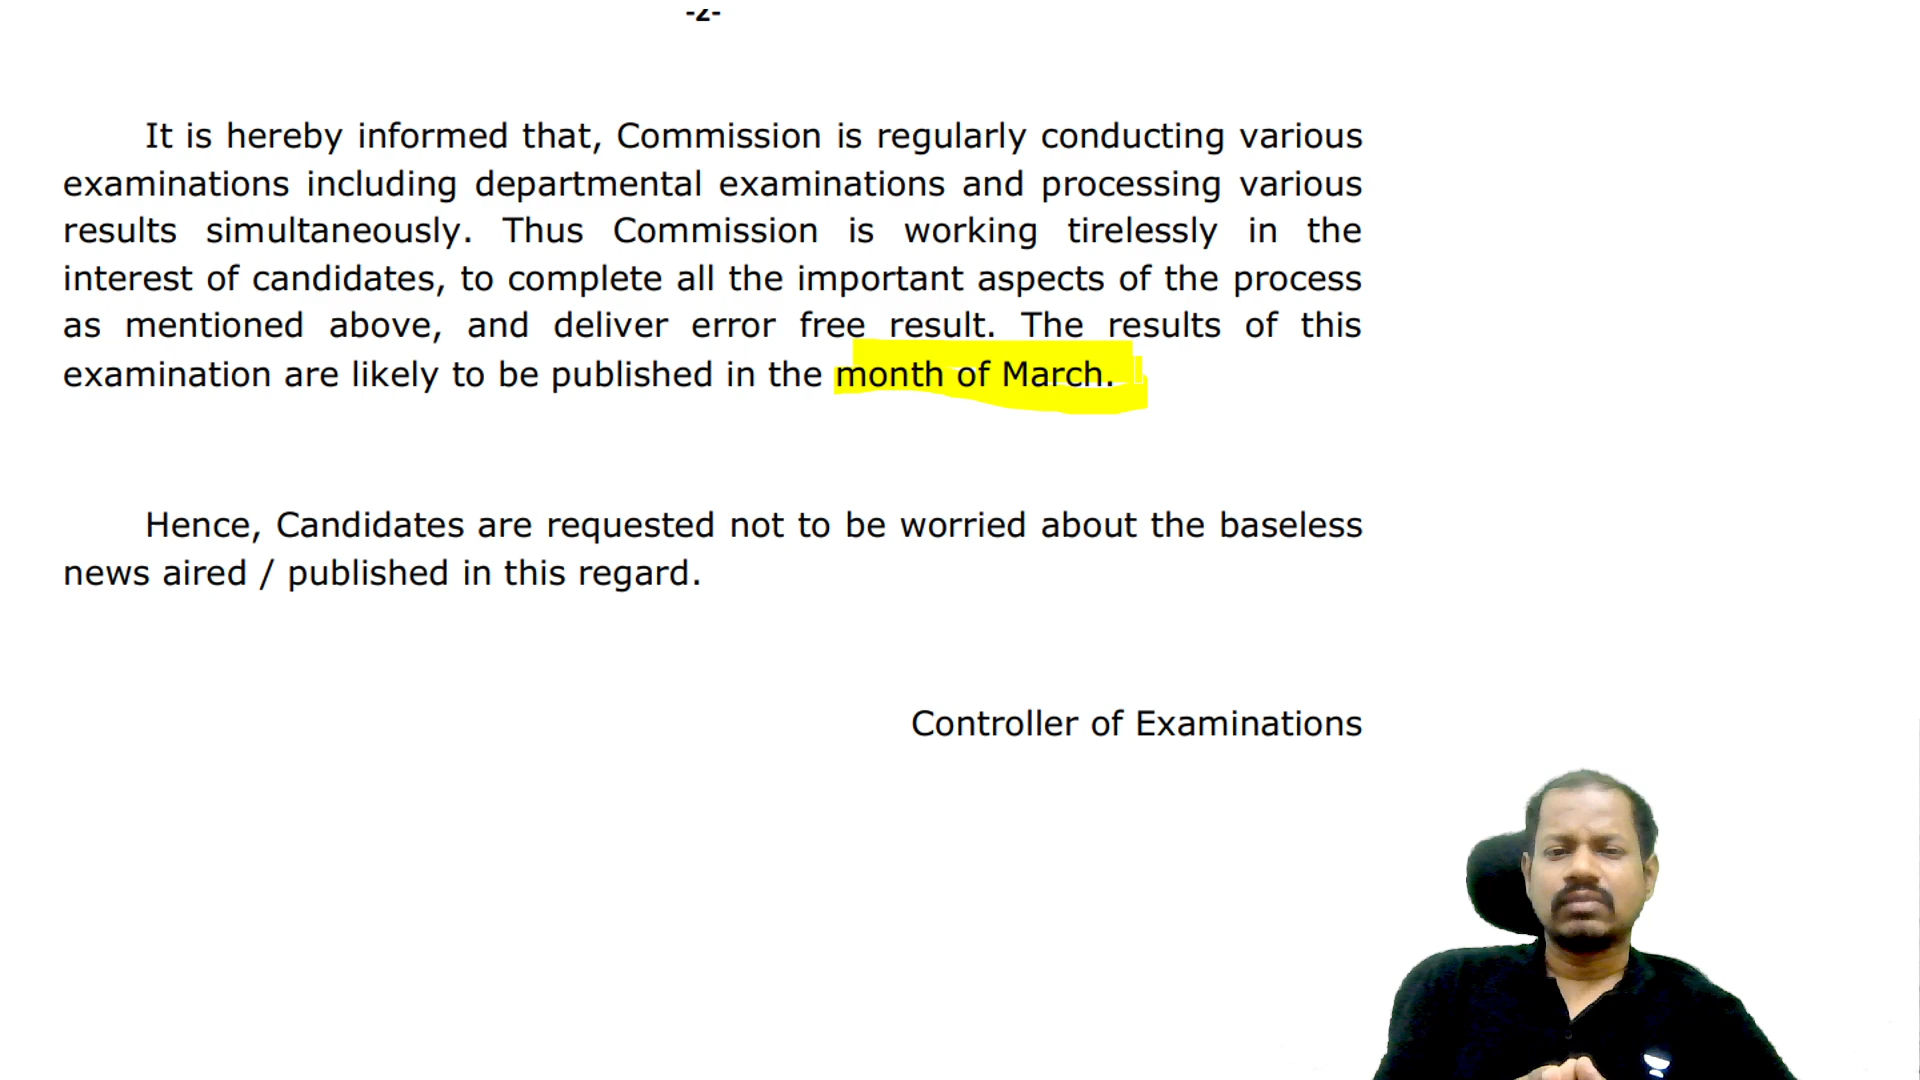 -2-
It is hereby informed that, Commission is regularly conducting various
examinations including departmental examinations and processing various
results simultaneously. Thus Commission is working tirelessly in the
interest of candidates, to complete all the important aspects of the process
as mentioned above, and deliver error free result. The results of this
examination are likely to be published in the month of March.
Hence, Candidates are requested not to be worried about the baseless
news aired / published in this regard.
Controller of Examinations